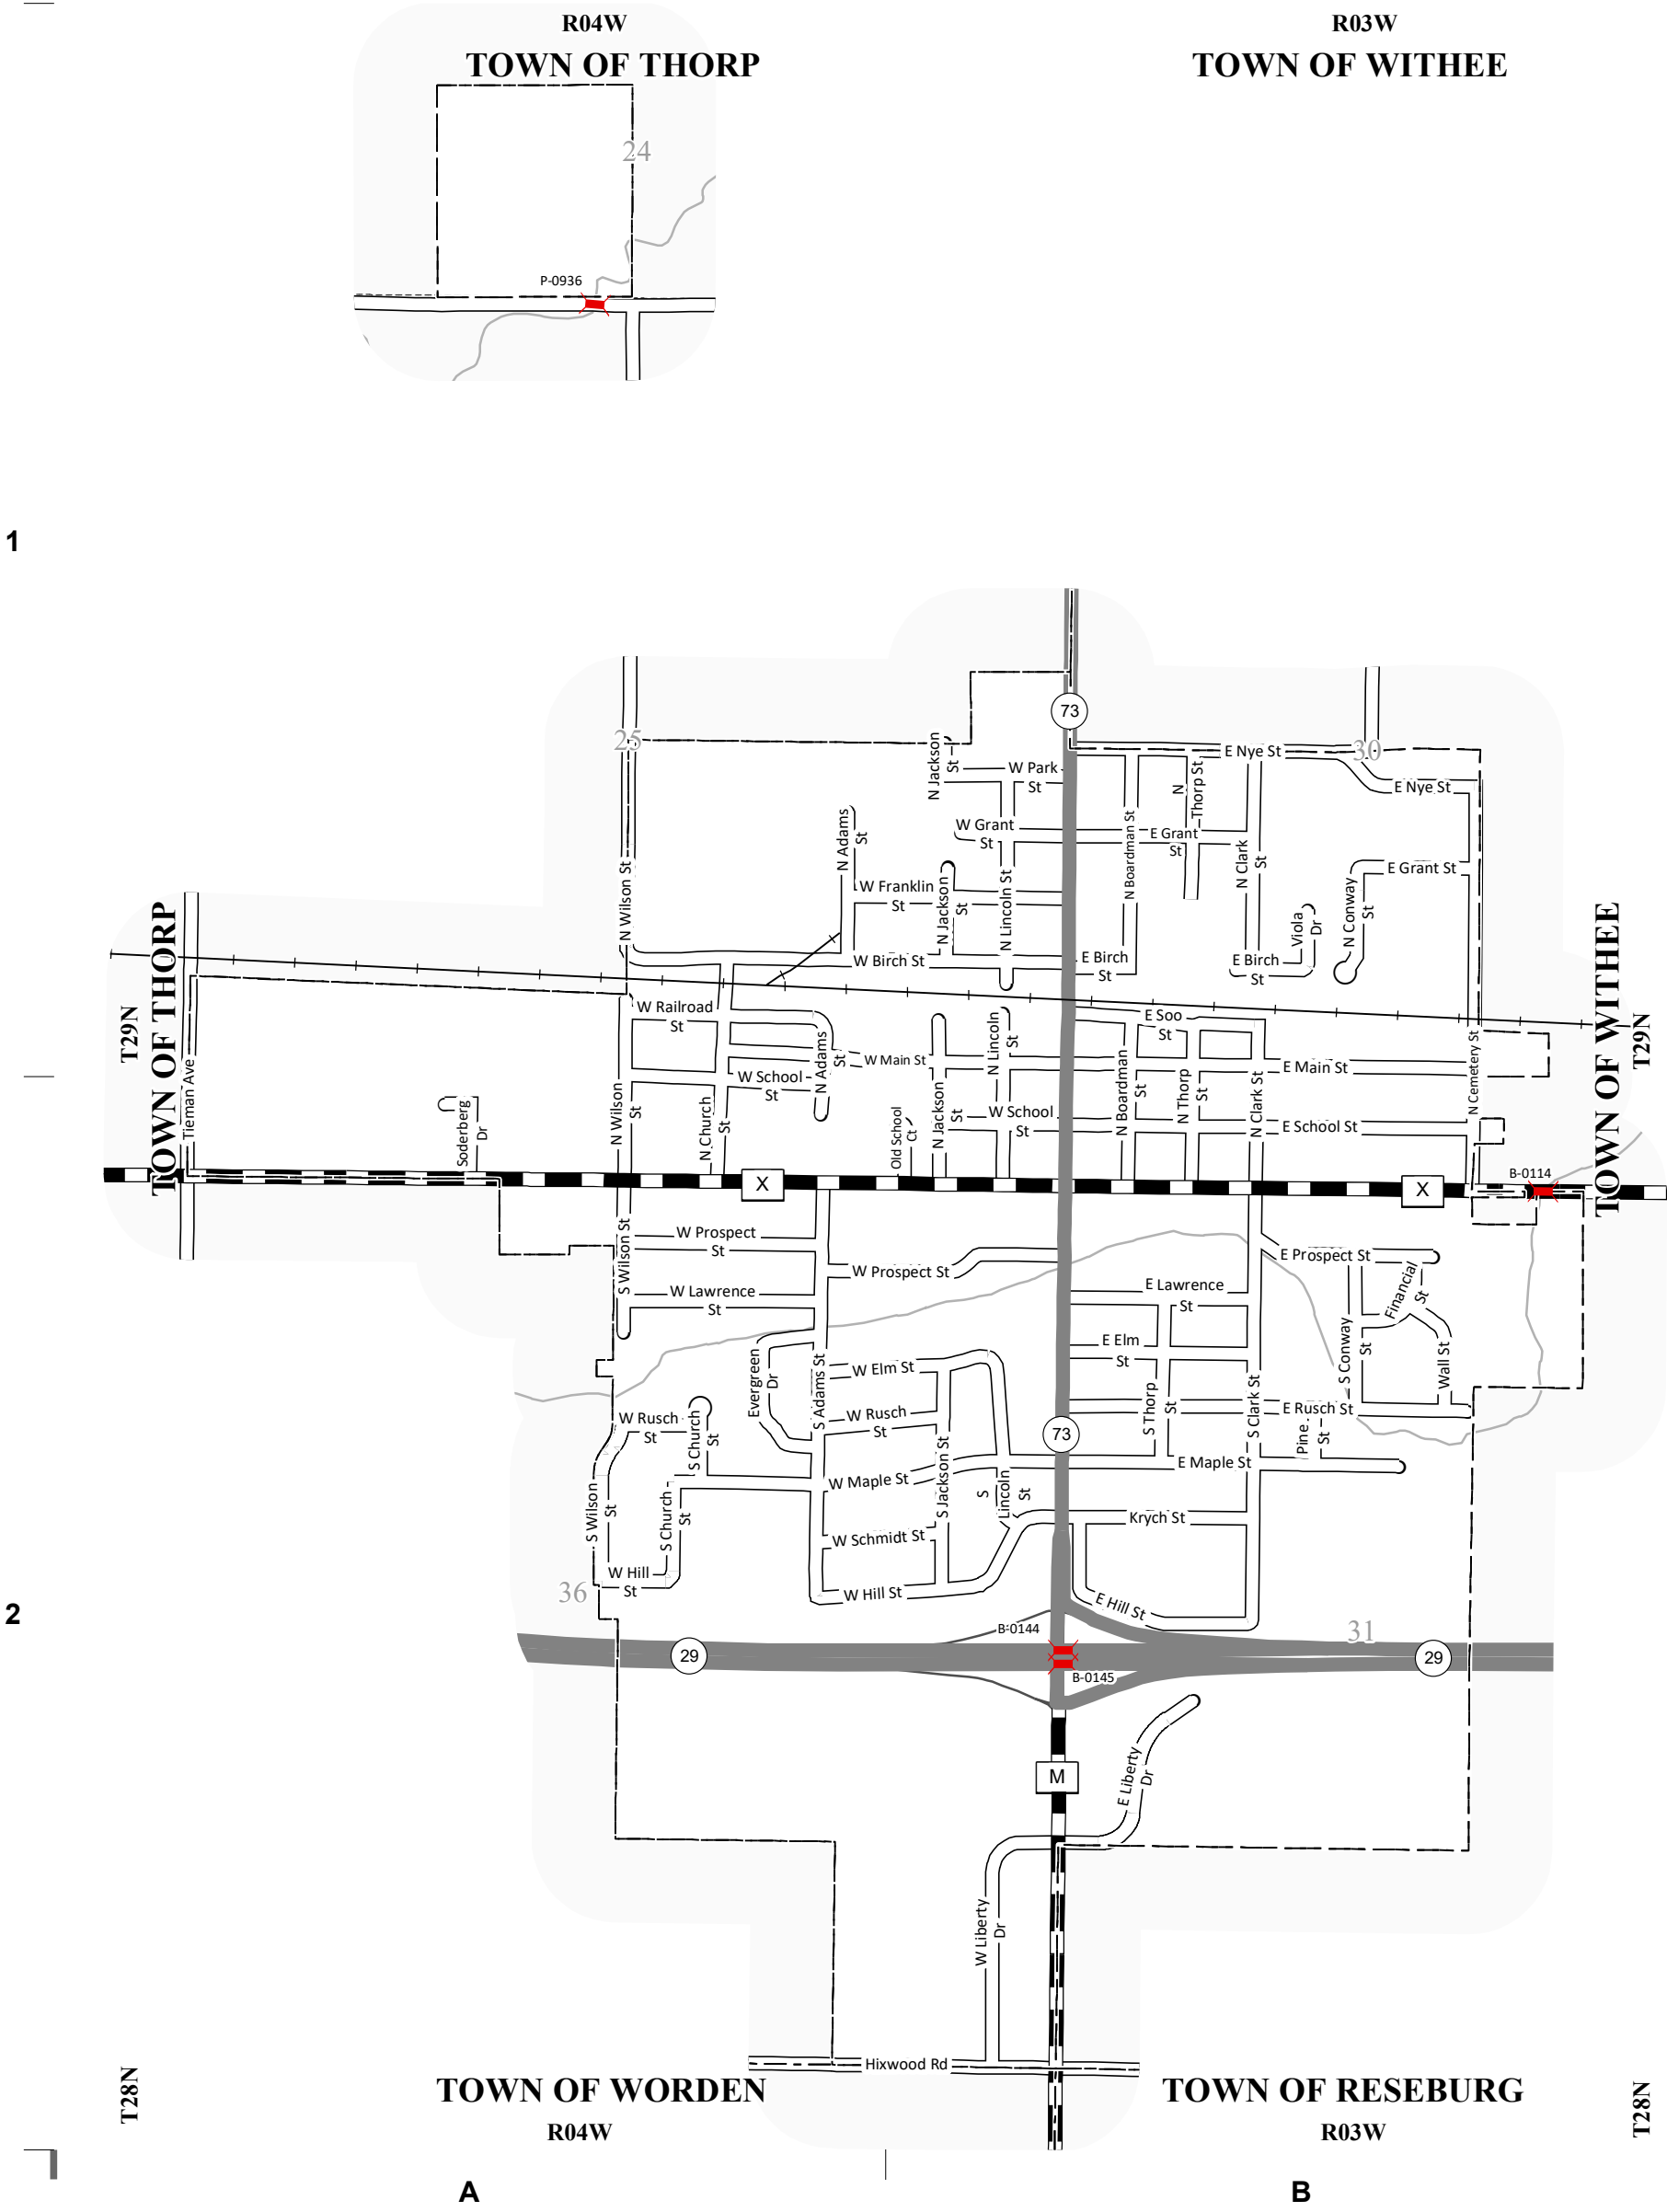 R04W
R03W
TOWN OF THORP
TOWN OF WITHEE
24
P-0936
1
73
25
30
N Jackson
St
W Park
St
E Nye St
E Nye St
N
Thorp St
N Adams
St
W Grant
St
N Boardman St
E Grant
St
N Clark
St
E Grant St
N Wilson St
W Franklin
St
N Jackson
St
N Lincoln St
N Conway
St
Viola
Dr
W Birch St
E Birch
St
E Birch
St
TOWN OF THORP
T29N
TOWN OF WITHEE
T29N
W Railroad
St
E Soo
St
N Lincoln
St
N Adams
St
W Main St
E Main St
N Cemetery St
Tieman Ave
W School
St
N Wilson
St
N Church
St
Soderberg
Dr
Old School
Ct
N Jackson
St
W School
St
N Boardman
St
N Thorp
St
N Clark St
E School St
X
X
B-0114
S Wilson St
W Prospect
St
W Prospect St
E Prospect St
W Lawrence
St
E Lawrence
St
Financial
St
E Elm
St
Evergreen
Dr
S Adams St
W Elm St
S Conway
St
Wall St
W Rusch
St
S Church
St
W Rusch
St
S Thorp
St
S Clark St
E Rusch St
Pine
St
73
S Jackson St
W Maple St
E Maple St
S
Lincoln
St
S Wilson
St
S Church
St
W Schmidt St
Krych St
W Hill
St
W Hill St
E Hill St
36
2
31
B-0144
29
29
B-0145
M
E Liberty
Dr
W Liberty
Dr
Hixwood Rd
T28N
TOWN OF WORDEN
TOWN OF RESEBURG
T28N
R04W
R03W
A
B